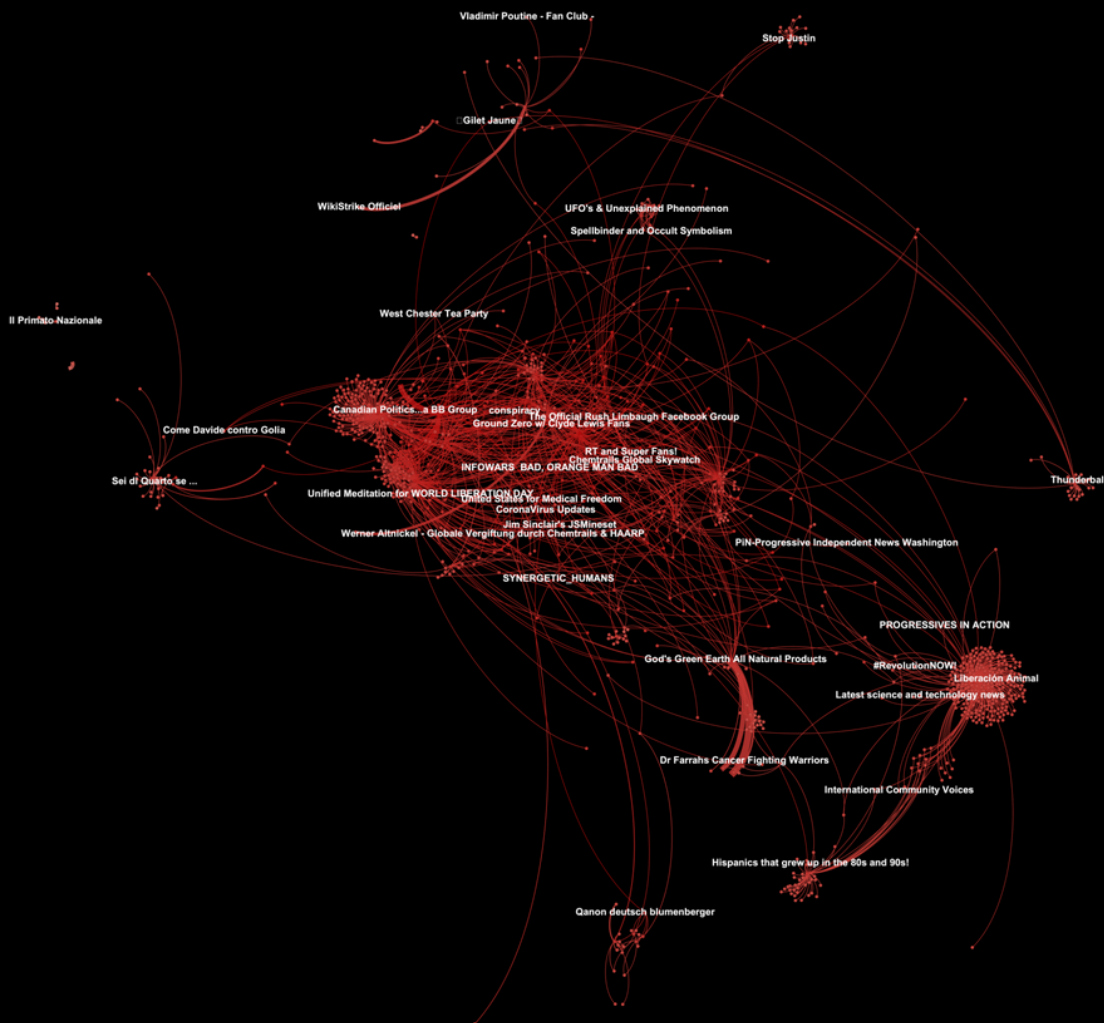 Vladimir Poutine - Fan Club -
Stop Justin
Gilet Jaune
WikiStrike Officiel
UFO's & Unexplained Phenomenon
Spellbinder and Occult Symbolism
Il Primato Nazionale
West Chester Tea Party
Canadian Politics...a BB Group
conspiracy
The Official Rush Limbaugh Facebook Group
Ground Zero w/ Clyde Lewis Fans
Come Davide contro Golia
RT and Super Fans!
Chemtrails Global Skywatch
INFOWARS
BAD, ORANGE MAN BAD
Sei di Quarto se ...
Thunderbal
Unified Meditation for WORLD LIBERATION DAY
United States for Medical Freedom
CoronaVirus Updates
Jim Sinclair's JSMineset
Werner Altnickel - Globale Vergiftung durch Chemtrails & HAARP
PiN-Progressive Independent News Washington
SYNERGETIC_HUMANS
PROGRESSIVES IN ACTION
God's Green Earth All Natural Products
#RevolutionNOW!
Liberación Animal
Latest science and technology news
Dr Farrahs Cancer Fighting Warriors
International Community Voices
Hispanics that grew up in the 80s and 90s!
Qanon deutsch blumenberger